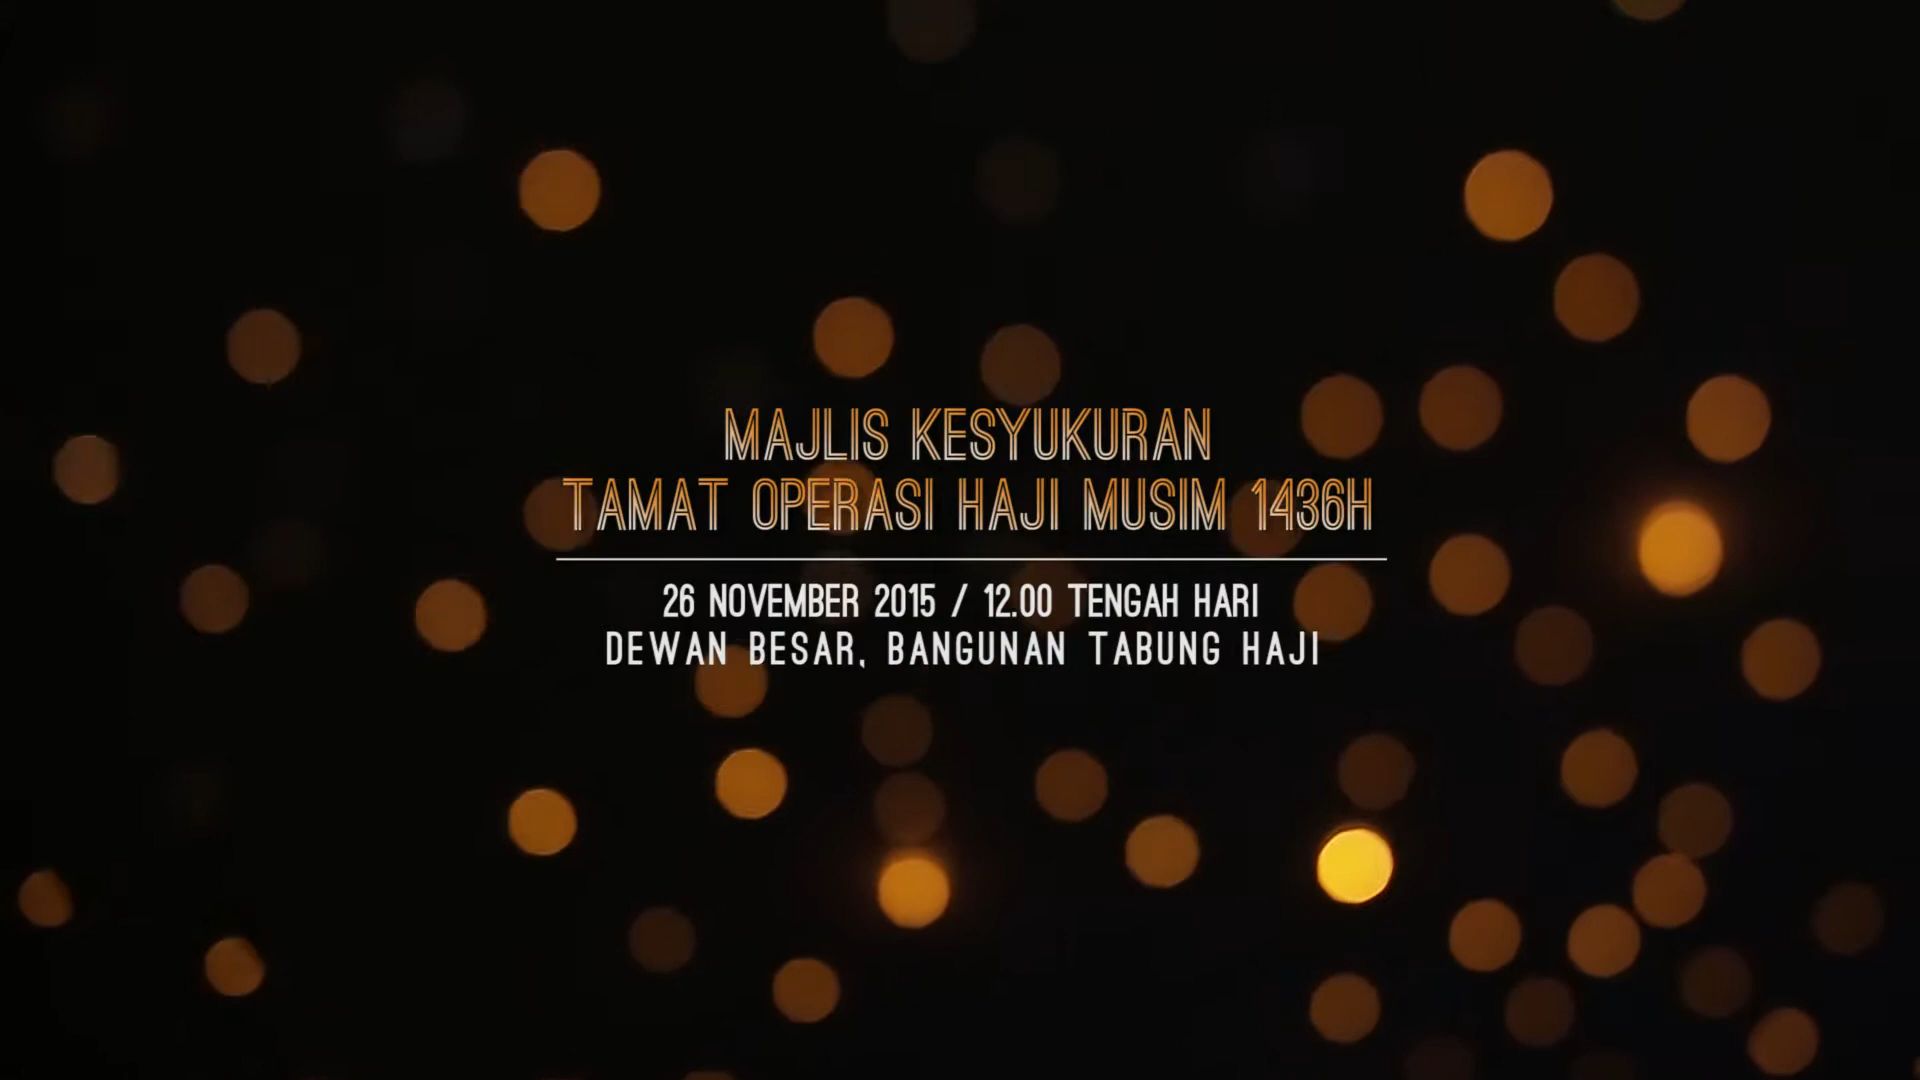 MAJLIS KESYUKURAN
TAMAT OPERASI HAJI MUSIM 1436H
26 NOVEMBER 2015 / 12.00 TENGAH HARI
DEWAN BESAR, BANGUNAN TABUNG HAJI